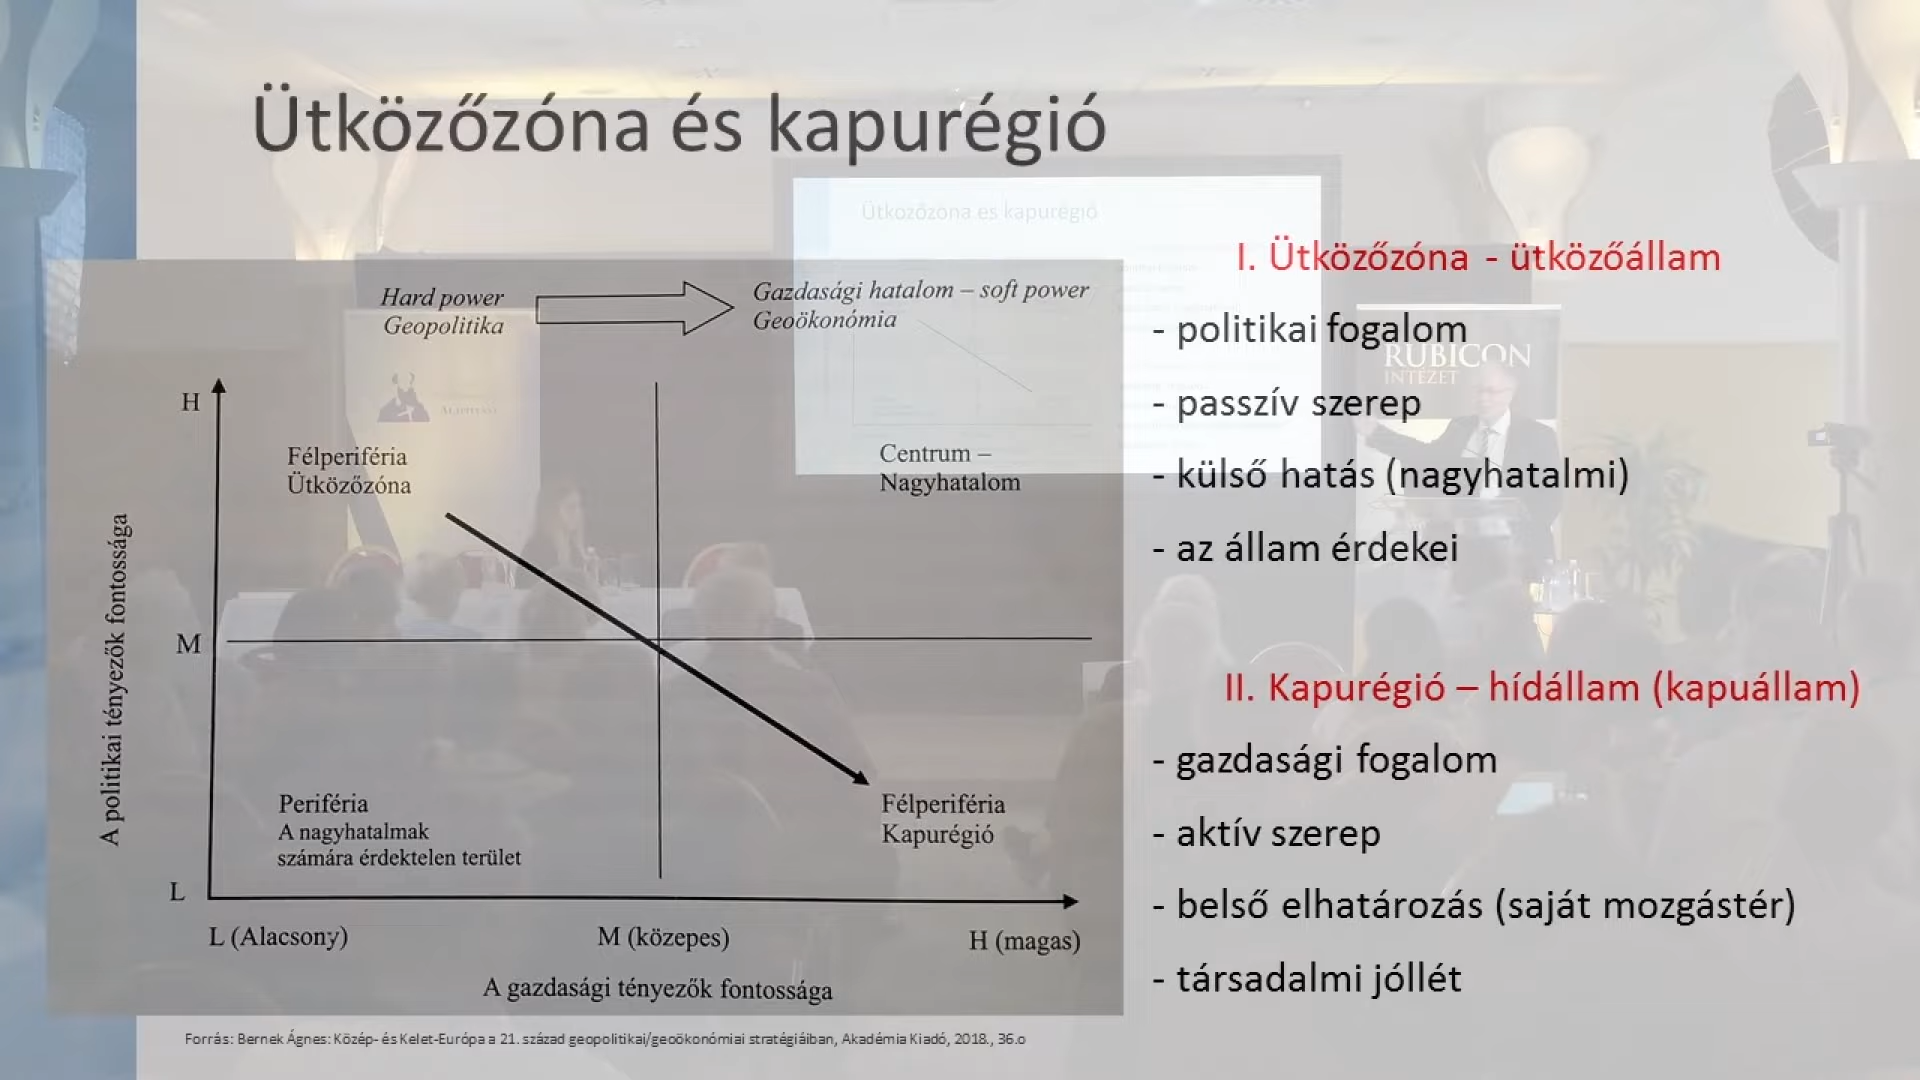 Ütközőzóna és kapurégió
Ütközőzóna és kapurégió
Hard power
Geopolitika
Gazdasági hatalom – soft power
Geoökonómia
H
Félperiféria
Ütközőzóna
Centrum –
Nagyhatalom
A politikai tényezők fontossága
M
Periféria
A nagyhatalmak
számára érdektelen terület
Félperiféria
Kapurégió
L
L (Alacsony)
M (közepes)
H (magas)
A gazdasági tényezők fontossága
I. Ütközőzóna - ütközőállam
- politikai fogalom
RUBICON
INTÉZET
- passzív szerep
- külső hatás (nagyhatalmi)
- az állam érdekei
II. Kapurégió – hídállam (kapuállam)
- gazdasági fogalom
- aktív szerep
- belső elhatározás (saját mozgástér)
- társadalmi jóllét
Forrás: Bernek Ágnes: Közép- és Kelet-Európa a 21. század geopolitikai/geoökonómiai stratégiáiban, Akadémia Kiadó, 2018., 36.o